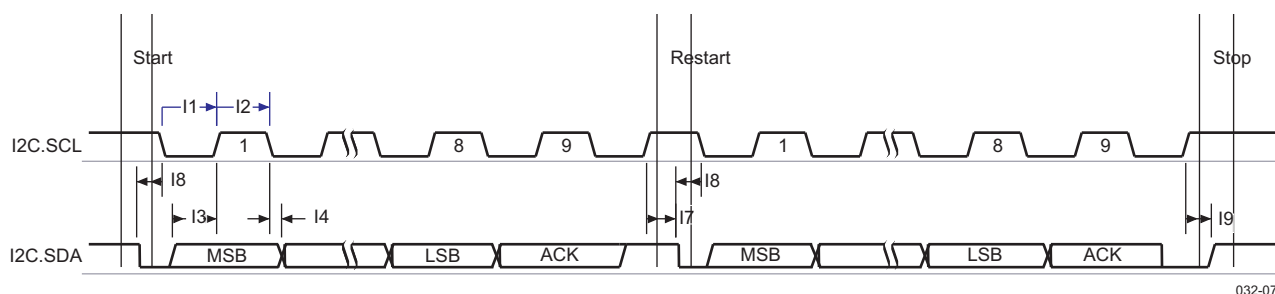 Start Restart Stop
I1 I2
I2C.SCL 1 8 9 1 8 9
I8 I8
I3 I4 I7 I9
I2C.SDA MSB LSB ACK MSB LSB ACK
032-07